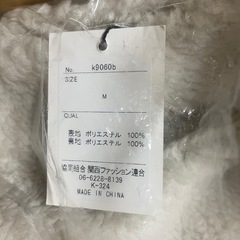 No. k9060b
SIZE
M
QUAL
表地 ポリエステル 100%
裏地 ポリエステル 100%
協同組合 関西ファッション連合
06-6228-8139
K-324
MADE IN CHINA